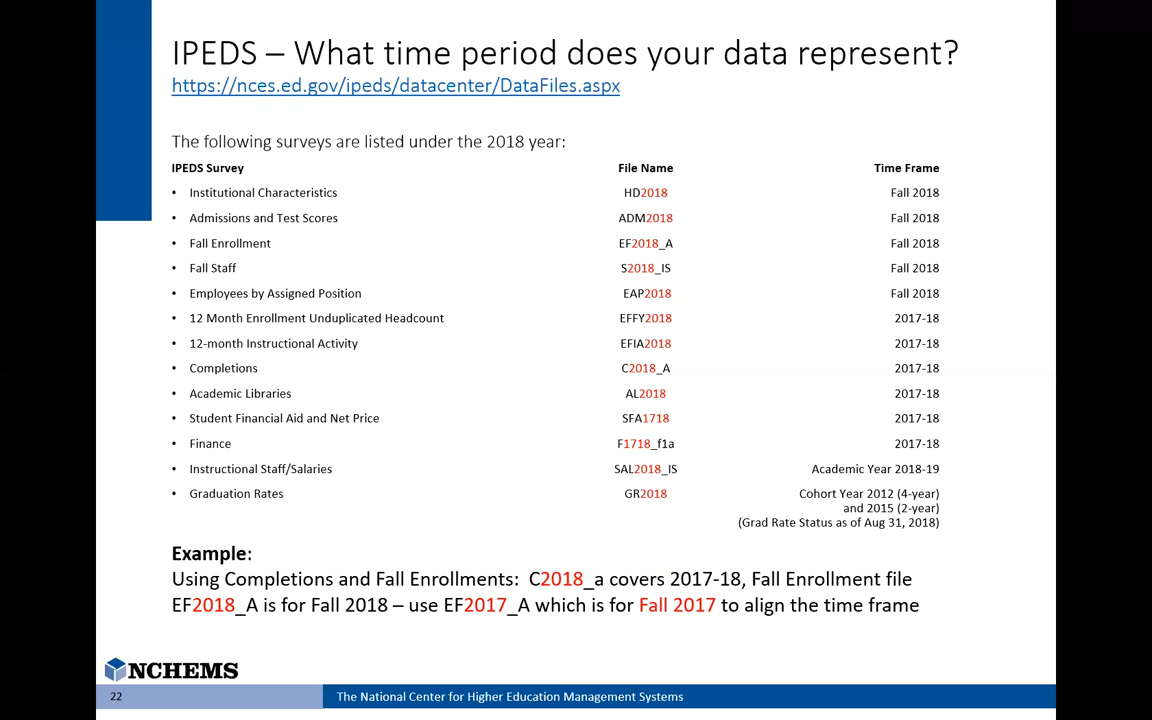 IPEDS – What time period does your data represent?
https://nces.ed.gov/ipeds/datacenter/DataFiles.aspx
The following surveys are listed under the 2018 year:
IPEDS Survey File Name Time Frame
• Institutional Characteristics HD2018 Fall 2018
• Admissions and Test Scores ADM2018 Fall 2018
• Fall Enrollment EF2018_A Fall 2018
• Fall Staff S2018_IS Fall 2018
• Employees by Assigned Position EAP2018 Fall 2018
• 12 Month Enrollment Unduplicated Headcount EFFY2018 2017-18
• 12-month Instructional Activity EFIA2018 2017-18
• Completions C2018_A 2017-18
• Academic Libraries AL2018 2017-18
• Student Financial Aid and Net Price SFA1718 2017-18
• Finance F1718_f1a 2017-18
• Instructional Staff/Salaries SAL2018_IS Academic Year 2018-19
• Graduation Rates GR2018 Cohort Year 2012 (4-year)
and 2015 (2-year)
(Grad Rate Status as of Aug 31, 2018)
Example:
Using Completions and Fall Enrollments: C2018_a covers 2017-18, Fall Enrollment file
EF2018_A is for Fall 2018 – use EF2017_A which is for Fall 2017 to align the time frame
NCHEMS
22 The National Center for Higher Education Management Systems